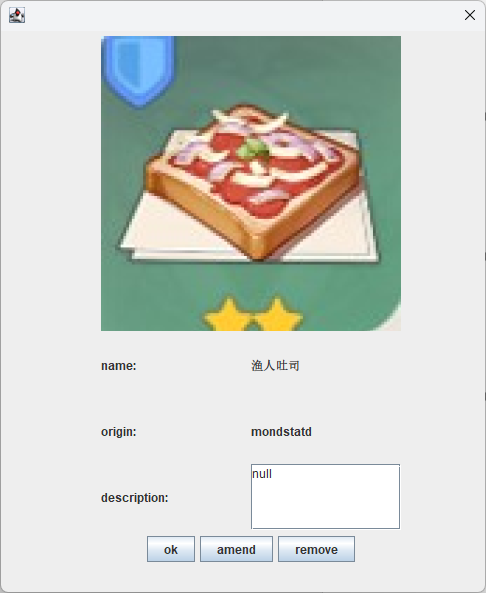 name:
渔人吐司
origin:
mondstatd
description:
null
ok
amend
remove